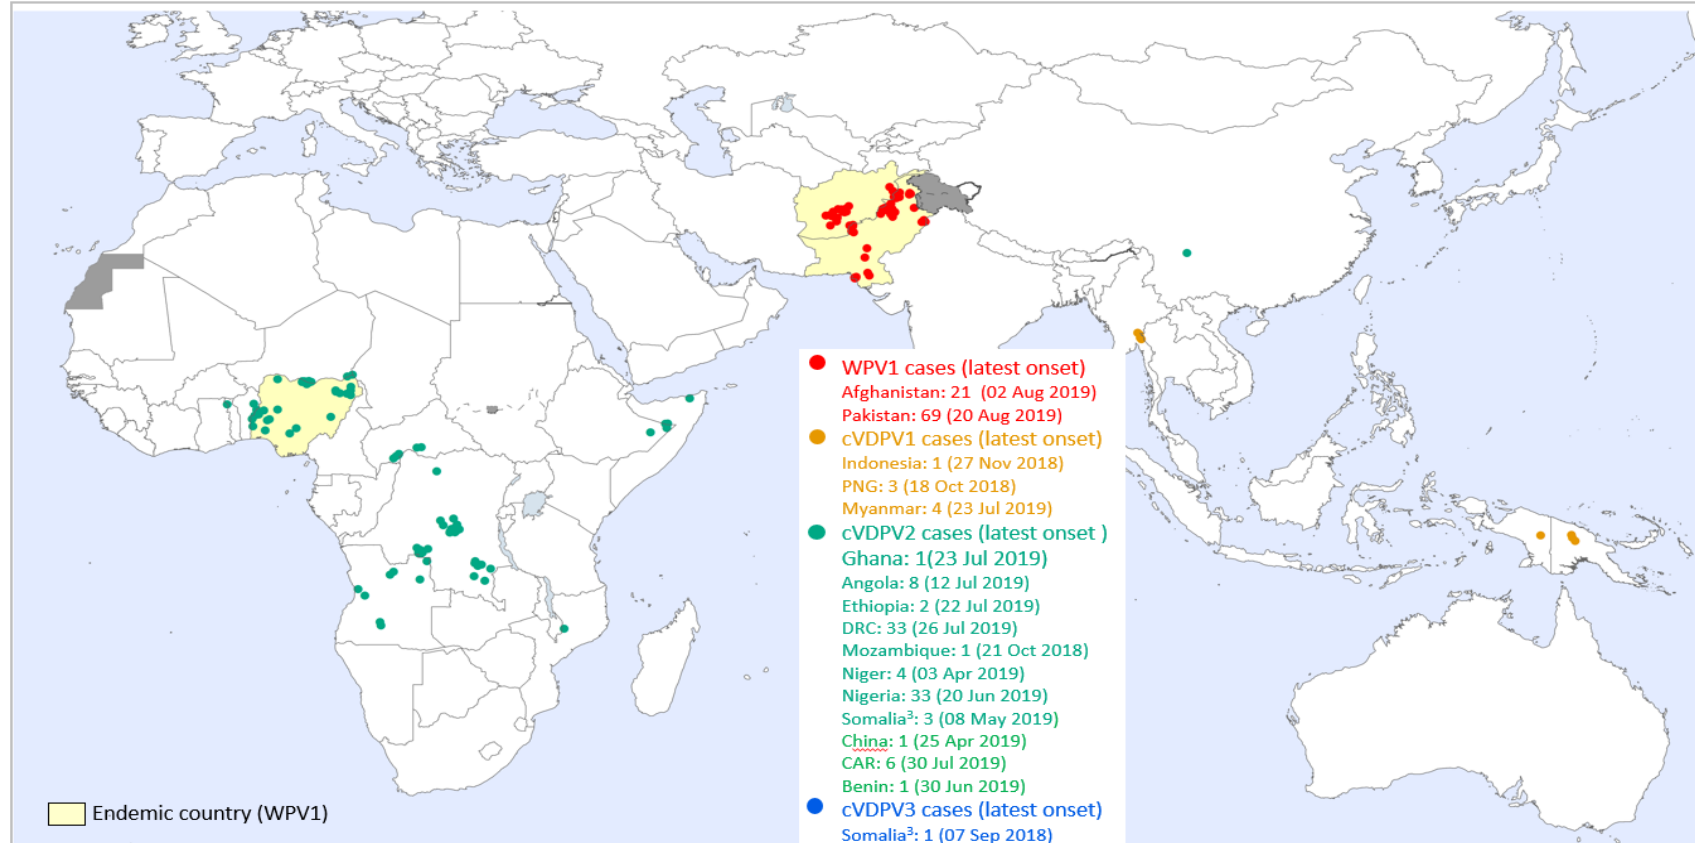 WPV1 cases (latest onset)
Afghanistan: 21 (02 Aug 2019)
Pakistan: 69 (20 Aug 2019)
cVDPV1 cases (latest onset)
Indonesia: 1 (27 Nov 2018)
PNG: 3 (18 Oct 2018)
Myanmar: 4 (23 Jul 2019)
cVDPV2 cases (latest onset )
Ghana: 1(23 Jul 2019)
Angola: 8 (12 Jul 2019)
Ethiopia: 2 (22 Jul 2019)
DRC: 33 (26 Jul 2019)
Mozambique: 1 (21 Oct 2018)
Niger: 4 (03 Apr 2019)
Nigeria: 33 (20 Jun 2019)
Somalia³: 3 (08 May 2019)
China: 1 (25 Apr 2019)
CAR: 6 (30 Jul 2019)
Benin: 1 (30 Jun 2019)
cVDPV3 cases (latest onset)
Somalia³: 1 (07 Sep 2018)
Endemic country (WPV1)